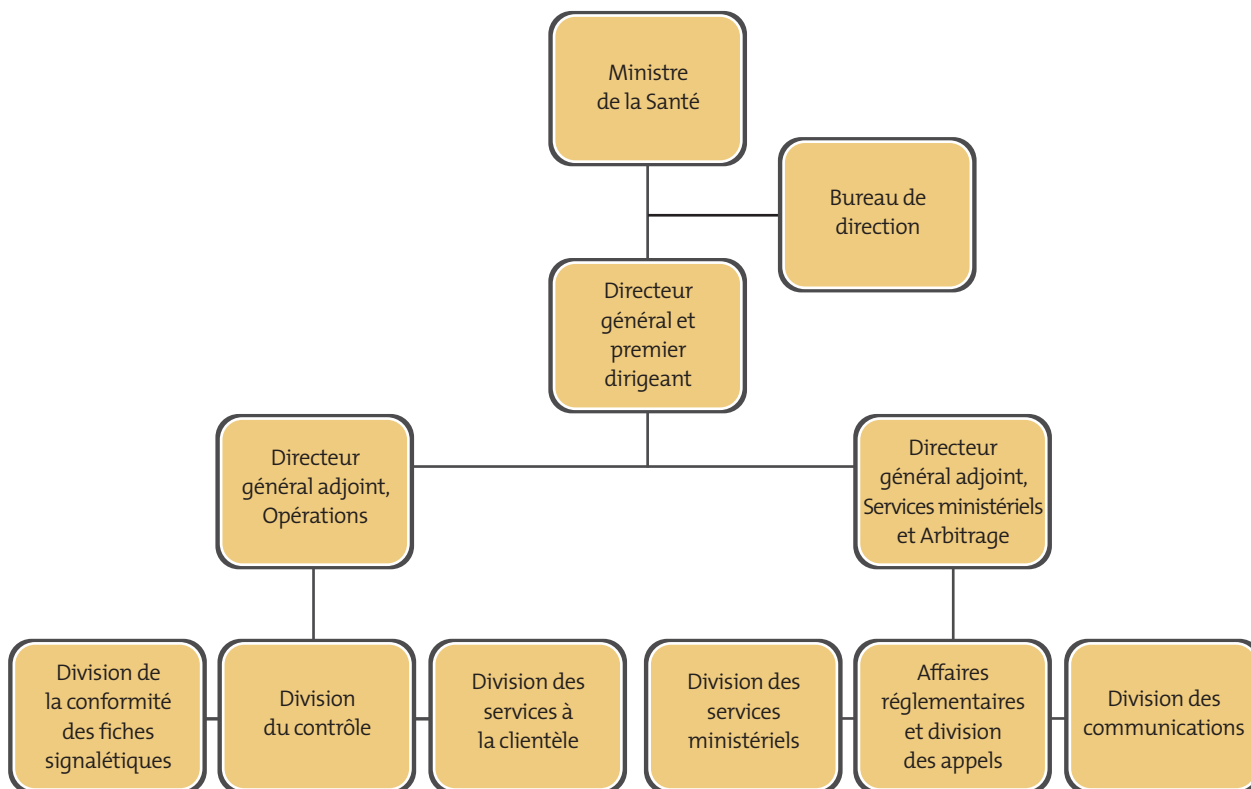 Ministre
de la Santé
Bureau de
direction
Directeur
général et
premier
dirigeant
Directeur
général adjoint,
Opérations
Directeur
général adjoint,
Services ministériels
et Arbitrage
Division de
la conformité
des fiches
signalétiques
Division
du contrôle
Division des
services à
la clientèle
Division des
services
ministériels
Affaires
réglementaires
et division
des appels
Division des
communications